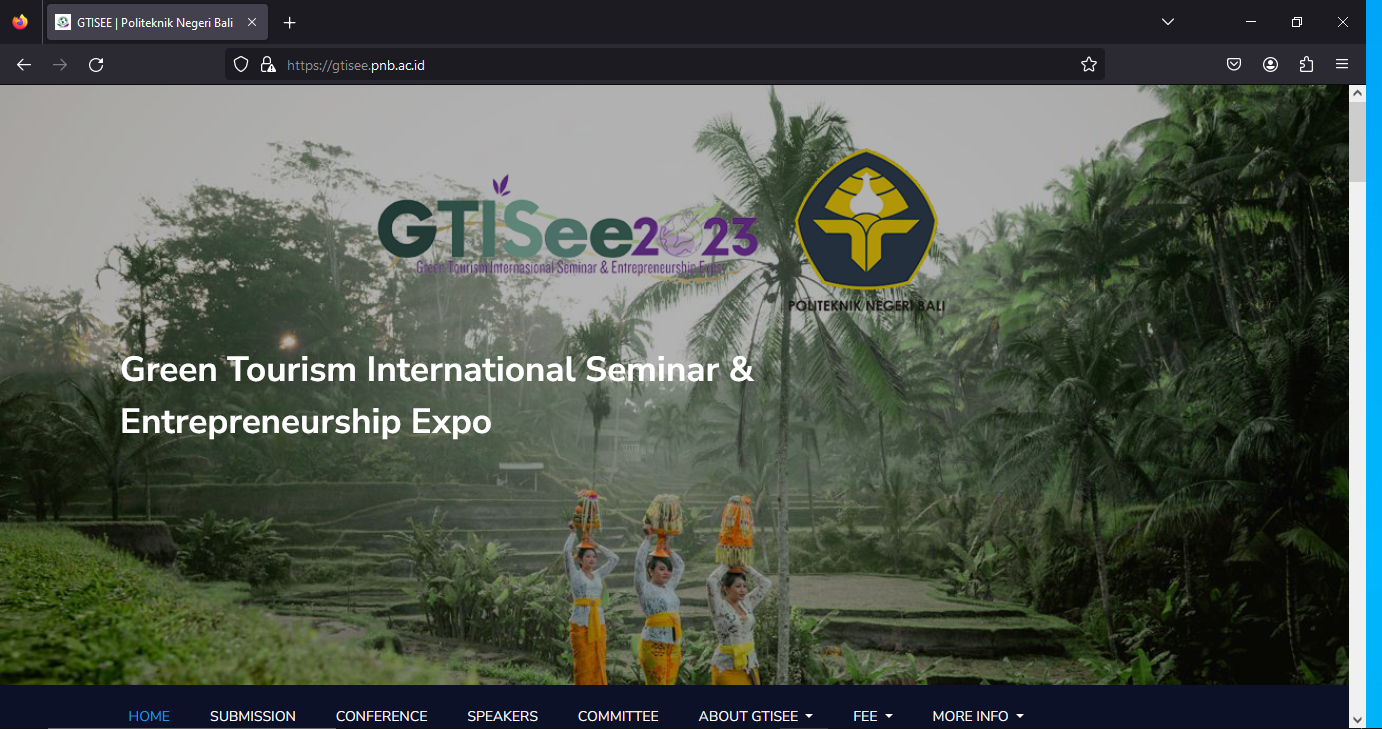 GTISEE | Politeknik Negeri Bali
https://gtisee.pnb.ac.id
GTISee2023
Green Tourism Internasional Seminar & Entrepreneurship Expo
POLITEKNIK NEGERI BALI
Green Tourism International Seminar &
Entrepreneurship Expo
HOME SUBMISSION CONFERENCE SPEAKERS COMMITTEE ABOUT GTISEE FEE MORE INFO